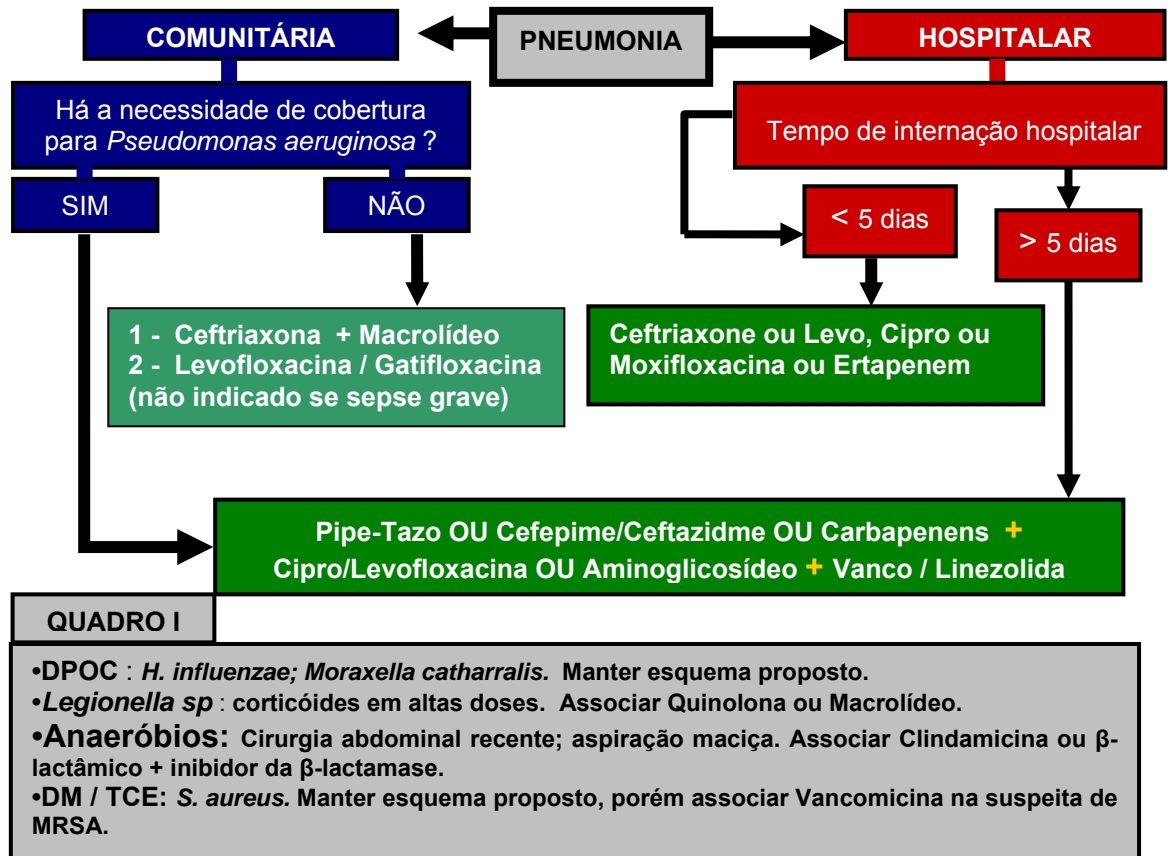 PNEUMONIA
COMUNITÁRIA
Há a necessidade de cobertura
para Pseudomonas aeruginosa ?
SIM
NÃO
1 - Ceftriaxona + Macrolídeo
2 - Levofloxacina / Gatifloxacina
(não indicado se sepse grave)
HOSPITALAR
Tempo de internação hospitalar
< 5 dias
> 5 dias
Ceftriaxone ou Levo, Cipro ou
Moxifloxacina ou Ertapenem
Pipe-Tazo OU Cefepime/Ceftazidme OU Carbapenens +
Cipro/Levofloxacina OU Aminoglicosídeo + Vanco / Linezolida
QUADRO I
•DPOC : H. influenzae; Moraxella catharralis. Manter esquema proposto.
•Legionella sp : corticóides em altas doses. Associar Quinolona ou Macrolídeo.
•Anaeróbios: Cirurgia abdominal recente; aspiração maciça. Associar Clindamicina ou β-
lactâmico + inibidor da β-lactamase.
•DM / TCE: S. aureus. Manter esquema proposto, porém associar Vancomicina na suspeita de
MRSA.